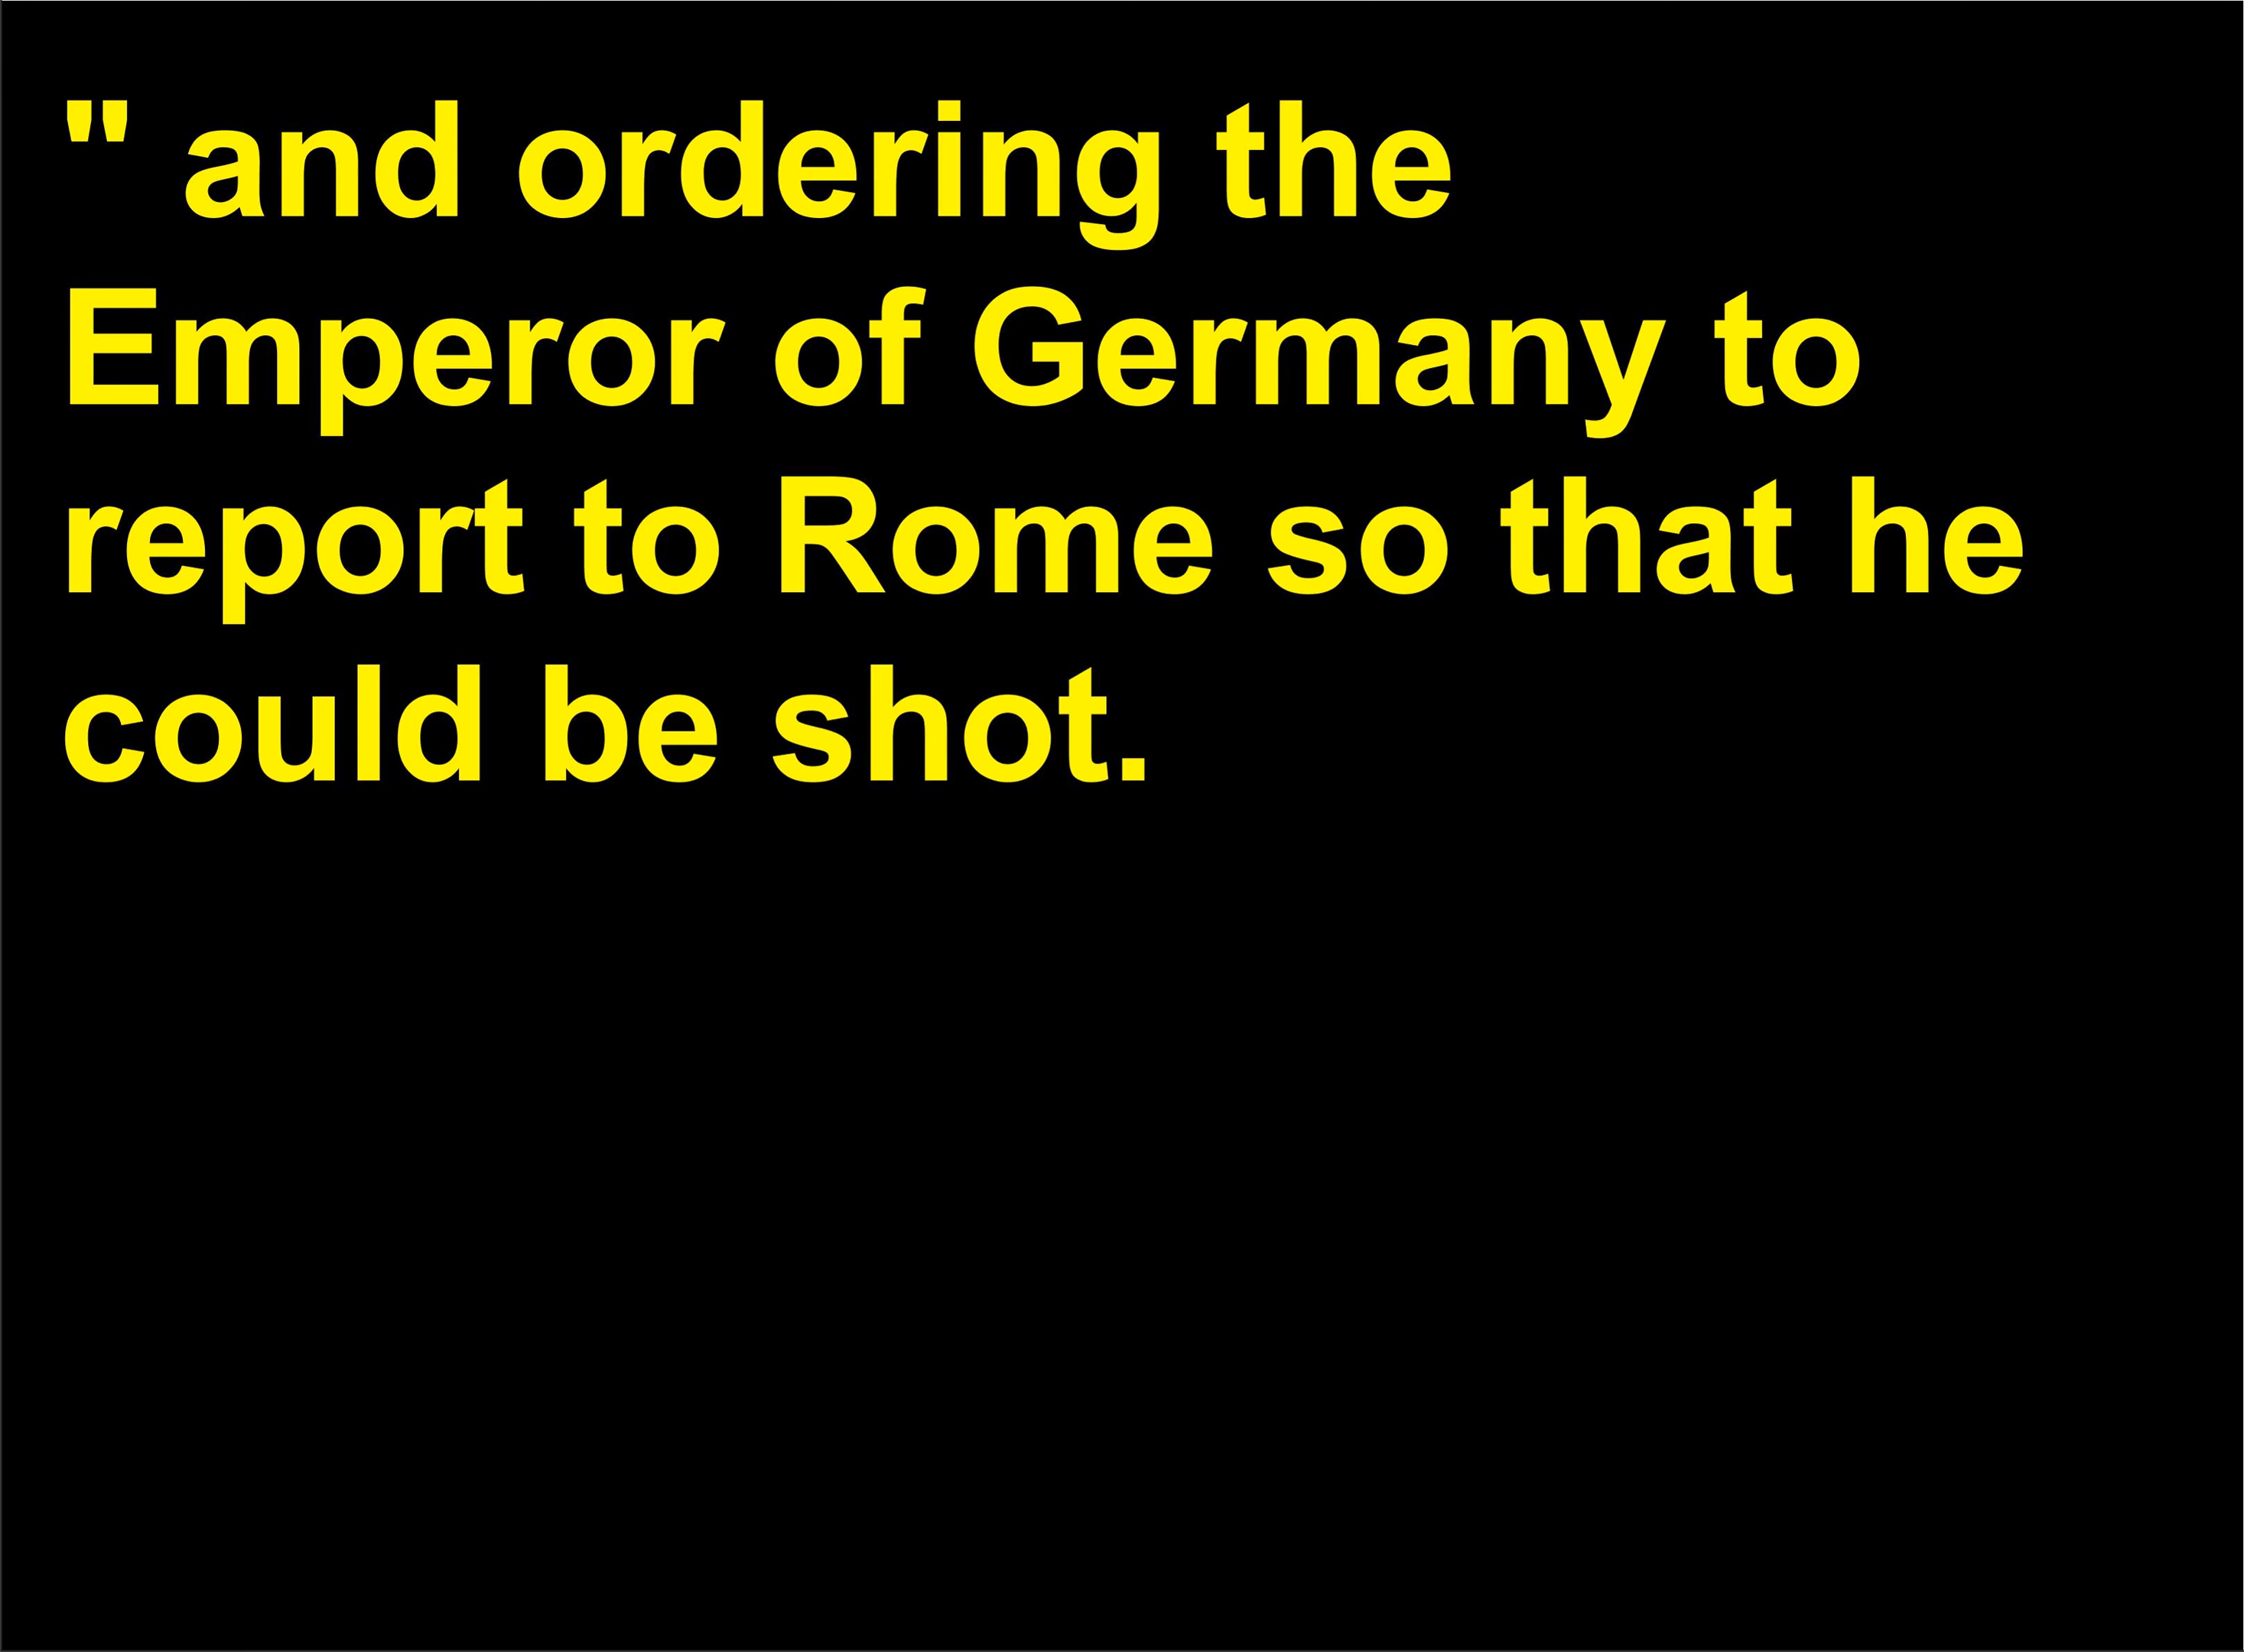 " and ordering the
Emperor of Germany to
report to Rome so that he
could be shot.